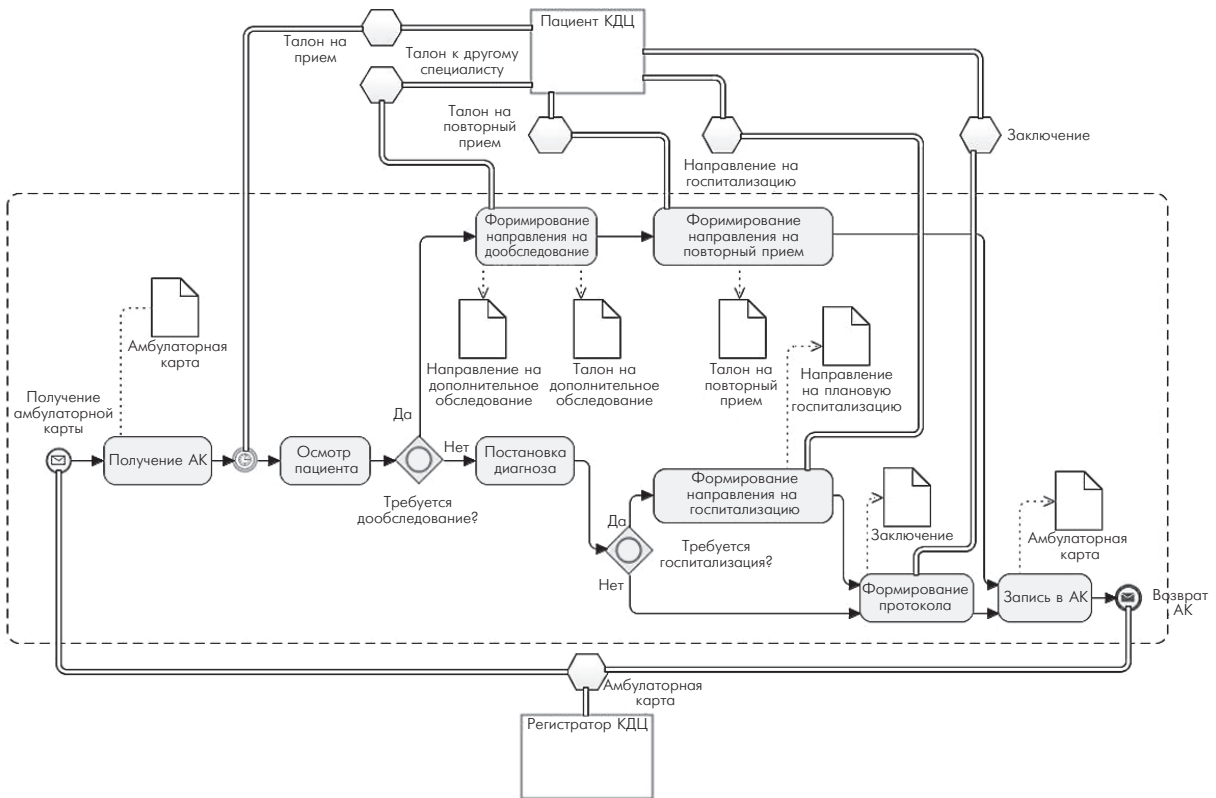 Пациент КДЦ
Талон на
прием
Талон к другому
специалисту
Талон на
повторный
прием
Направление на
госпитализацию
Заключение
Форимирование
направления на
дообследование
Форимирование
направления на
повторный прием
Амбулаторная
карта
Направление на
дополнительное
обследование
Талон на
дополнительное
обследование
Талон на
повторный
прием
Направление
на плановую
госпитализацию
Получение
амбулаторной
карты
Получение АК
Осмотр
пациента
Да
Нет
Требуется
дообследование?
Постановка
диагноза
Формирование
направления на
госпитализацию
Да
Требуется
госпитализация?
Нет
Заключение
Амбулаторная
карта
Формирование
протокола
Запись в АК
Возврат
АК
Амбулаторная
карта
Регистратор КДЦ